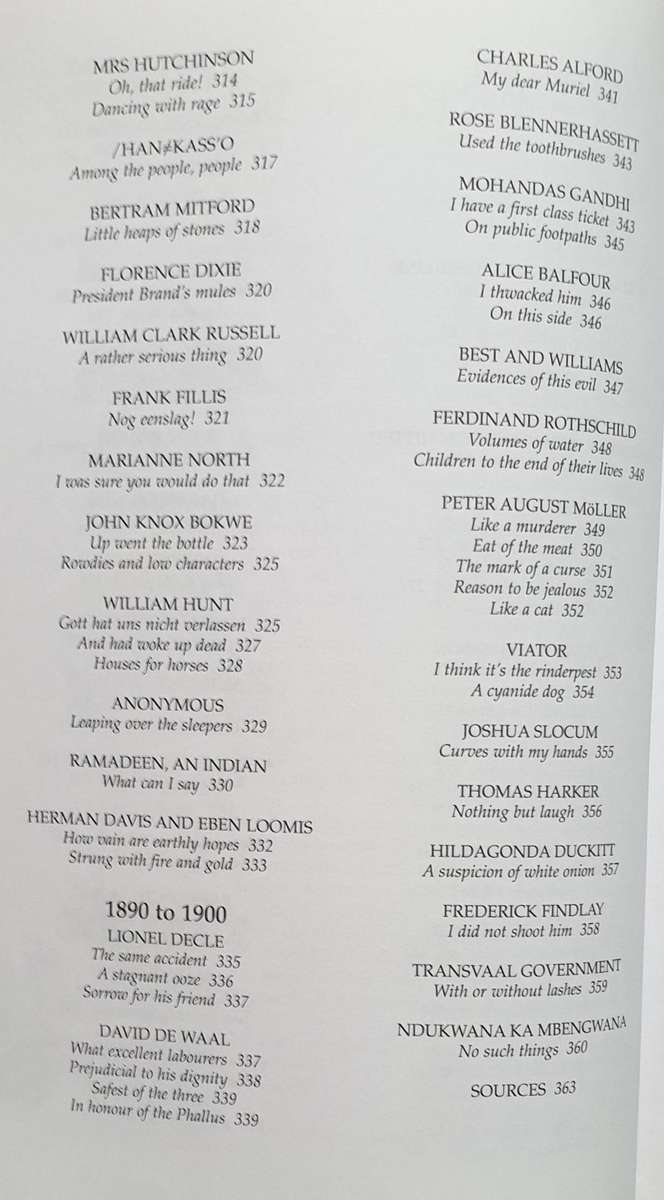 MRS HUTCHINSON
Oh, that ride! 314
Dancing with rage 315
/HAN≠KASS'O
Among the people, people 317
BERTRAM MITFORD
Little heaps of stones 318
FLORENCE DIXIE
President Brand's mules 320
WILLIAM CLARK RUSSELL
A rather serious thing 320
FRANK FILLIS
Nog eenslag! 321
MARIANNE NORTH
I was sure you would do that 322
JOHN KNOX BOKWE
Up went the bottle 323
Rowdies and low characters 325
WILLIAM HUNT
Gott hat uns nicht verlassen 325
And had woke up dead 327
Houses for horses 328
ANONYMOUS
Leaping over the sleepers 329
RAMADEEN, AN INDIAN
What can I say 330
HERMAN DAVIS AND EBEN LOOMIS
How vain are earthly hopes 332
Strung with fire and gold 333
1890 to 1900
LIONEL DECLE
The same accident 335
A stagnant ooze 336
Sorrow for his friend 337
DAVID DE WAAL
What excellent labourers 337
Prejudicial to his dignity 338
Safest of the three 339
In honour of the Phallus 339
CHARLES ALFORD
My dear Muriel 341
ROSE BLENNERHASSETT
Used the toothbrushes 343
MOHANDAS GANDHI
I have a first class ticket 343
On public footpaths 345
ALICE BALFOUR
I thwacked him 346
On this side 346
BEST AND WILLIAMS
Evidences of this evil 347
FERDINAND ROTHSCHILD
Volumes of water 348
Children to the end of their lives 348
PETER AUGUST MöLLER
Like a murderer 349
Eat of the meat 350
The mark of a curse 351
Reason to be jealous 352
Like a cat 352
VIATOR
I think it's the rinderpest 353
A cyanide dog 354
JOSHUA SLOCUM
Curves with my hands 355
THOMAS HARKER
Nothing but laugh 356
HILDAGONDA DUCKITT
A suspicion of white onion 357
FREDERICK FINDLAY
I did not shoot him 358
TRANSVAAL GOVERNMENT
With or without lashes 359
NDUKWANA KA MBENGWANA
No such things 360
SOURCES 363